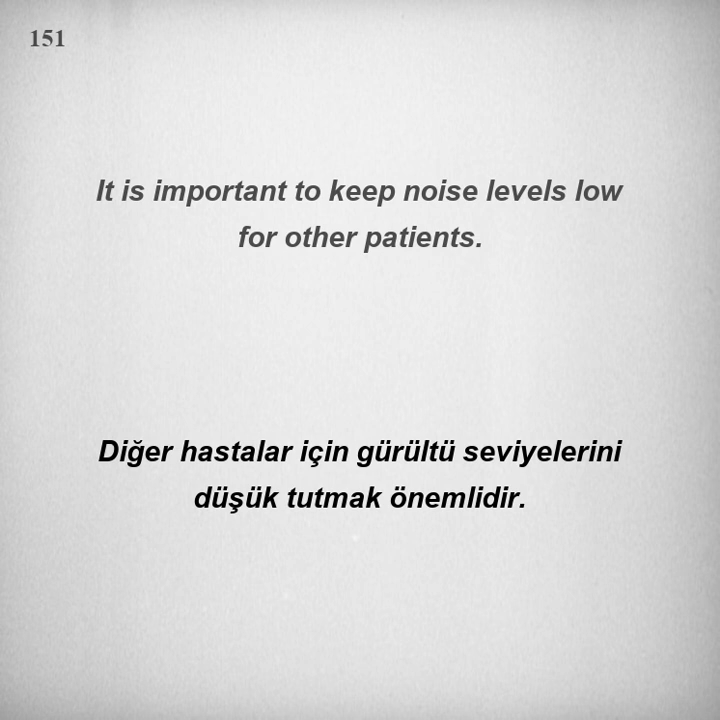 151
It is important to keep noise levels low
for other patients.
Diğer hastalar için gürültü seviyelerini
düşük tutmak önemlidir.